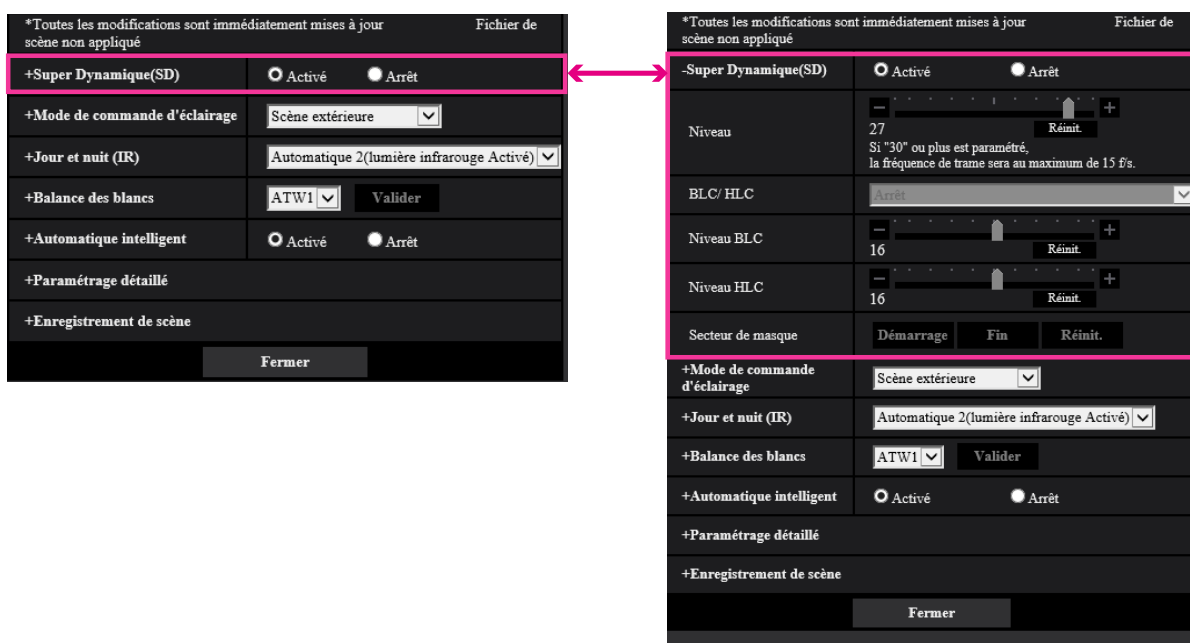 *Toutes les modifications sont immédiatement mises à jour Fichier de
scène non appliqué
+Super Dynamique(SD) Activé Arrêt
+Mode de commande d'éclairage Scène extérieure
+Jour et nuit (IR) Automatique 2(lumière infrarouge Activé)
+Balance des blancs ATW1 Valider
+Automatique intelligent Activé Arrêt
+Paramétrage détaillé
+Enregistrement de scène
Fermer
*Toutes les modifications sont immédiatement mises à jour Fichier de
scène non appliqué
-Super Dynamique(SD) Activé Arrêt
Niveau
27 Réinit.
Si "30" ou plus est paramétré,
la fréquence de trame sera au maximum de 15 f/s.
BLC/ HLC Arrêt
Niveau BLC
16 Réinit.
Niveau HLC
16 Réinit.
Secteur de masque Démarrage Fin Réinit.
+Mode de commande
d'éclairage Scène extérieure
+Jour et nuit (IR) Automatique 2(lumière infrarouge Activé)
+Balance des blancs ATW1 Valider
+Automatique intelligent Activé Arrêt
+Paramétrage détaillé
+Enregistrement de scène
Fermer